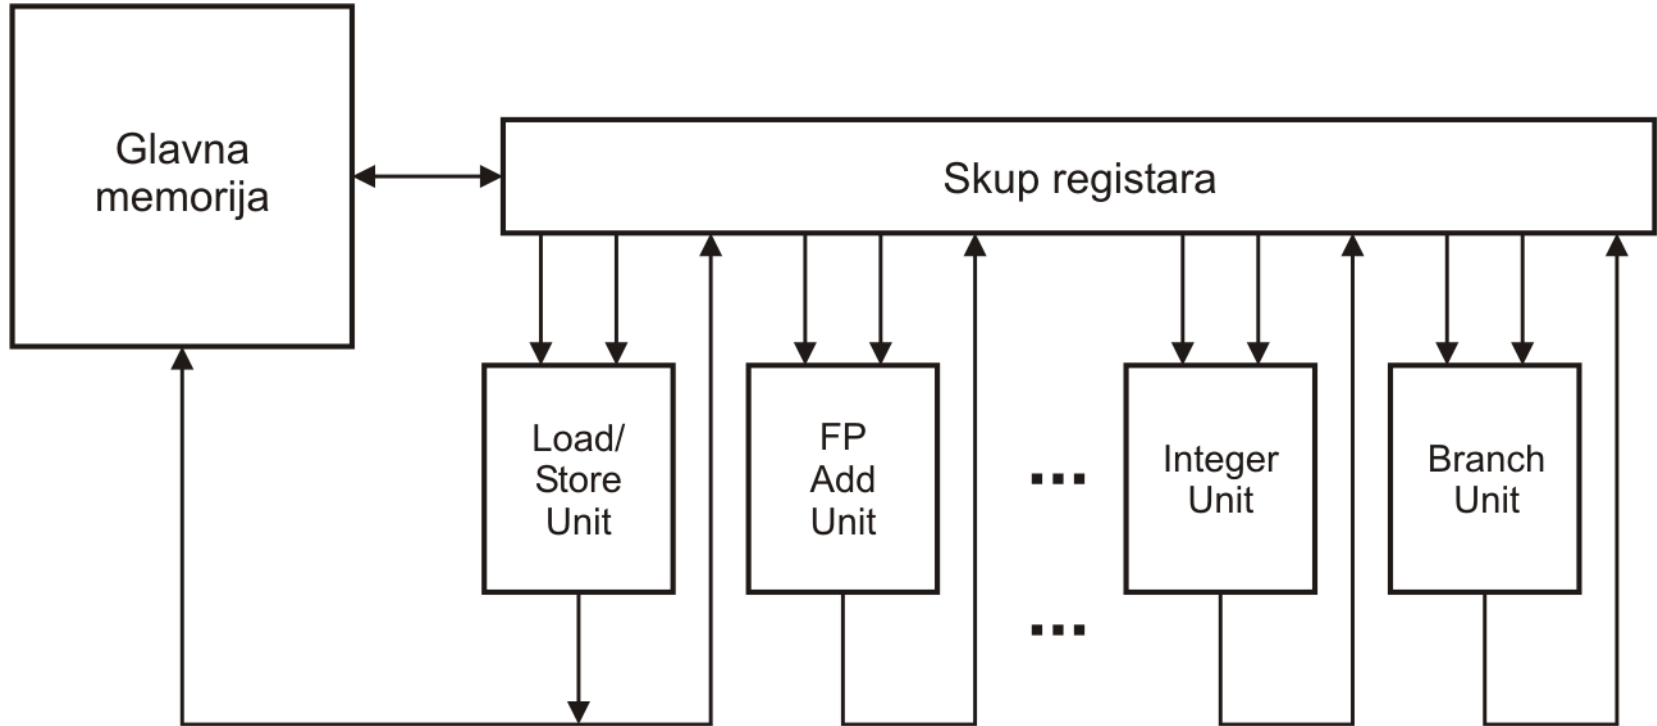 Glavna
memorija
Skup registara
Load/
Store
Unit
FP
Add
Unit
...
Integer
Unit
Branch
Unit
...